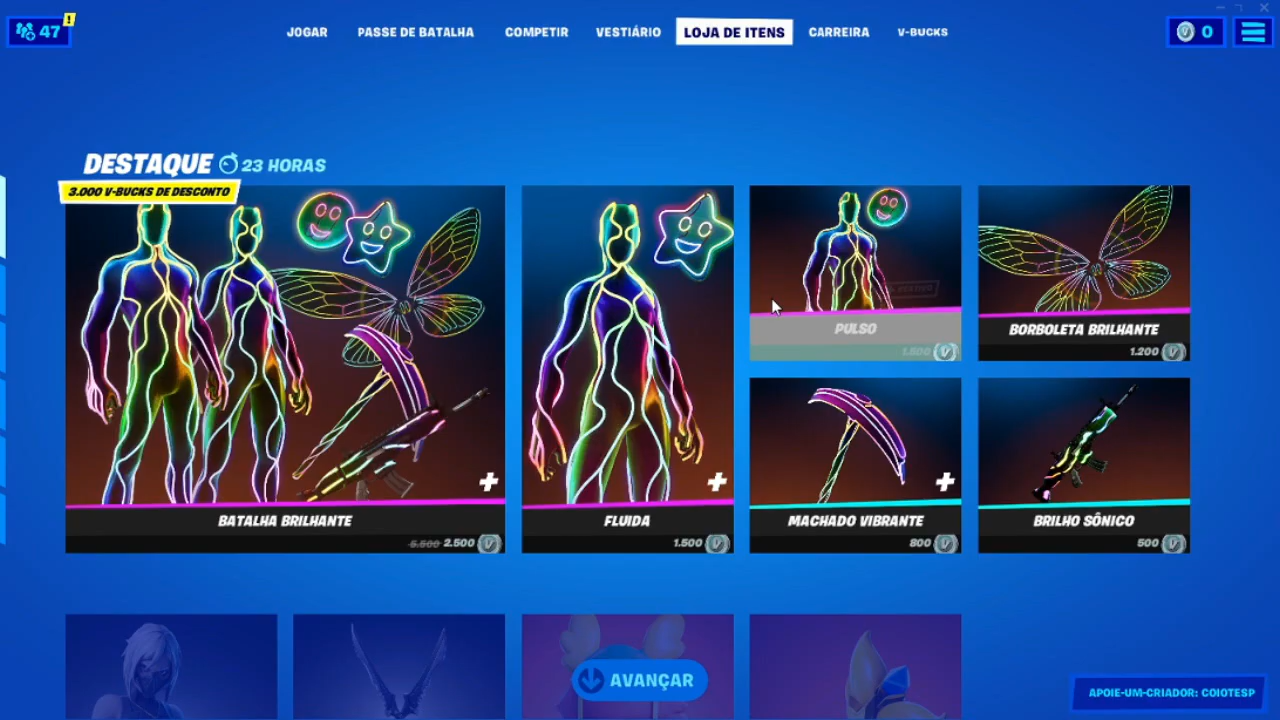 47
!
JOGAR
PASSE DE BATALHA
COMPETIR
VESTIÁRIO
LOJA DE ITENS
CARREIRA
V-BUCKS
0
DESTAQUE 23 HORAS
3.000 V-BUCKS DE DESCONTO
BATALHA BRILHANTE
5.500 2.500
FLUIDA
1.500
PULSO
BORBOLETA BRILHANTE
1.200
MACHADO VIBRANTE
800
BRILHO SÔNICO
500
AVANÇAR
APOIE-UM-CRIADOR: COIOTESP